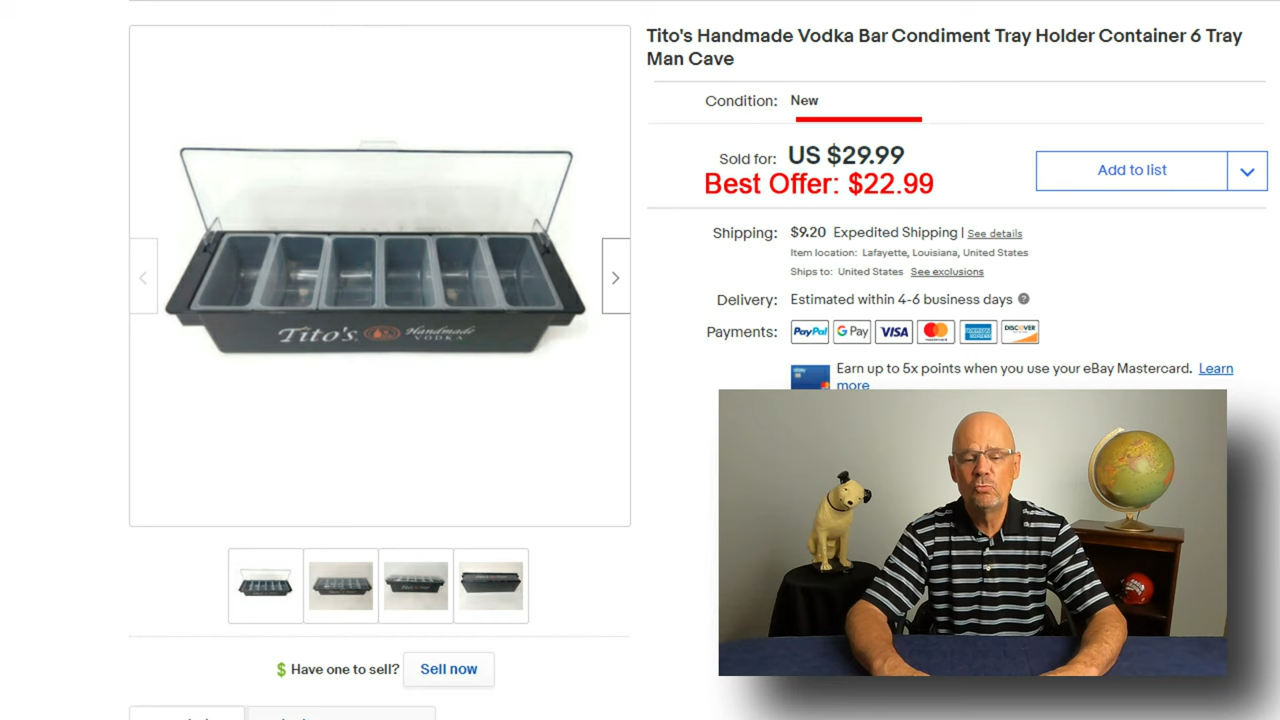 Tito's Handmade Vodka Bar Condiment Tray Holder Container 6 Tray
Man Cave
Condition: New
Sold for: US $29.99
Best Offer: $22.99
Add to list
Shipping: $9.20 Expedited Shipping | See details
Item location: Lafayette, Louisiana, United States
Ships to: United States See exclusions
Delivery: Estimated within 4-6 business days ?
Payments: PayPal G Pay VISA MasterCard AMERICAN EXPRESS DISCOVER
Earn up to 5x points when you use your eBay Mastercard. Learn
more
Tito's Handmade
VODKA
$ Have one to sell? Sell now